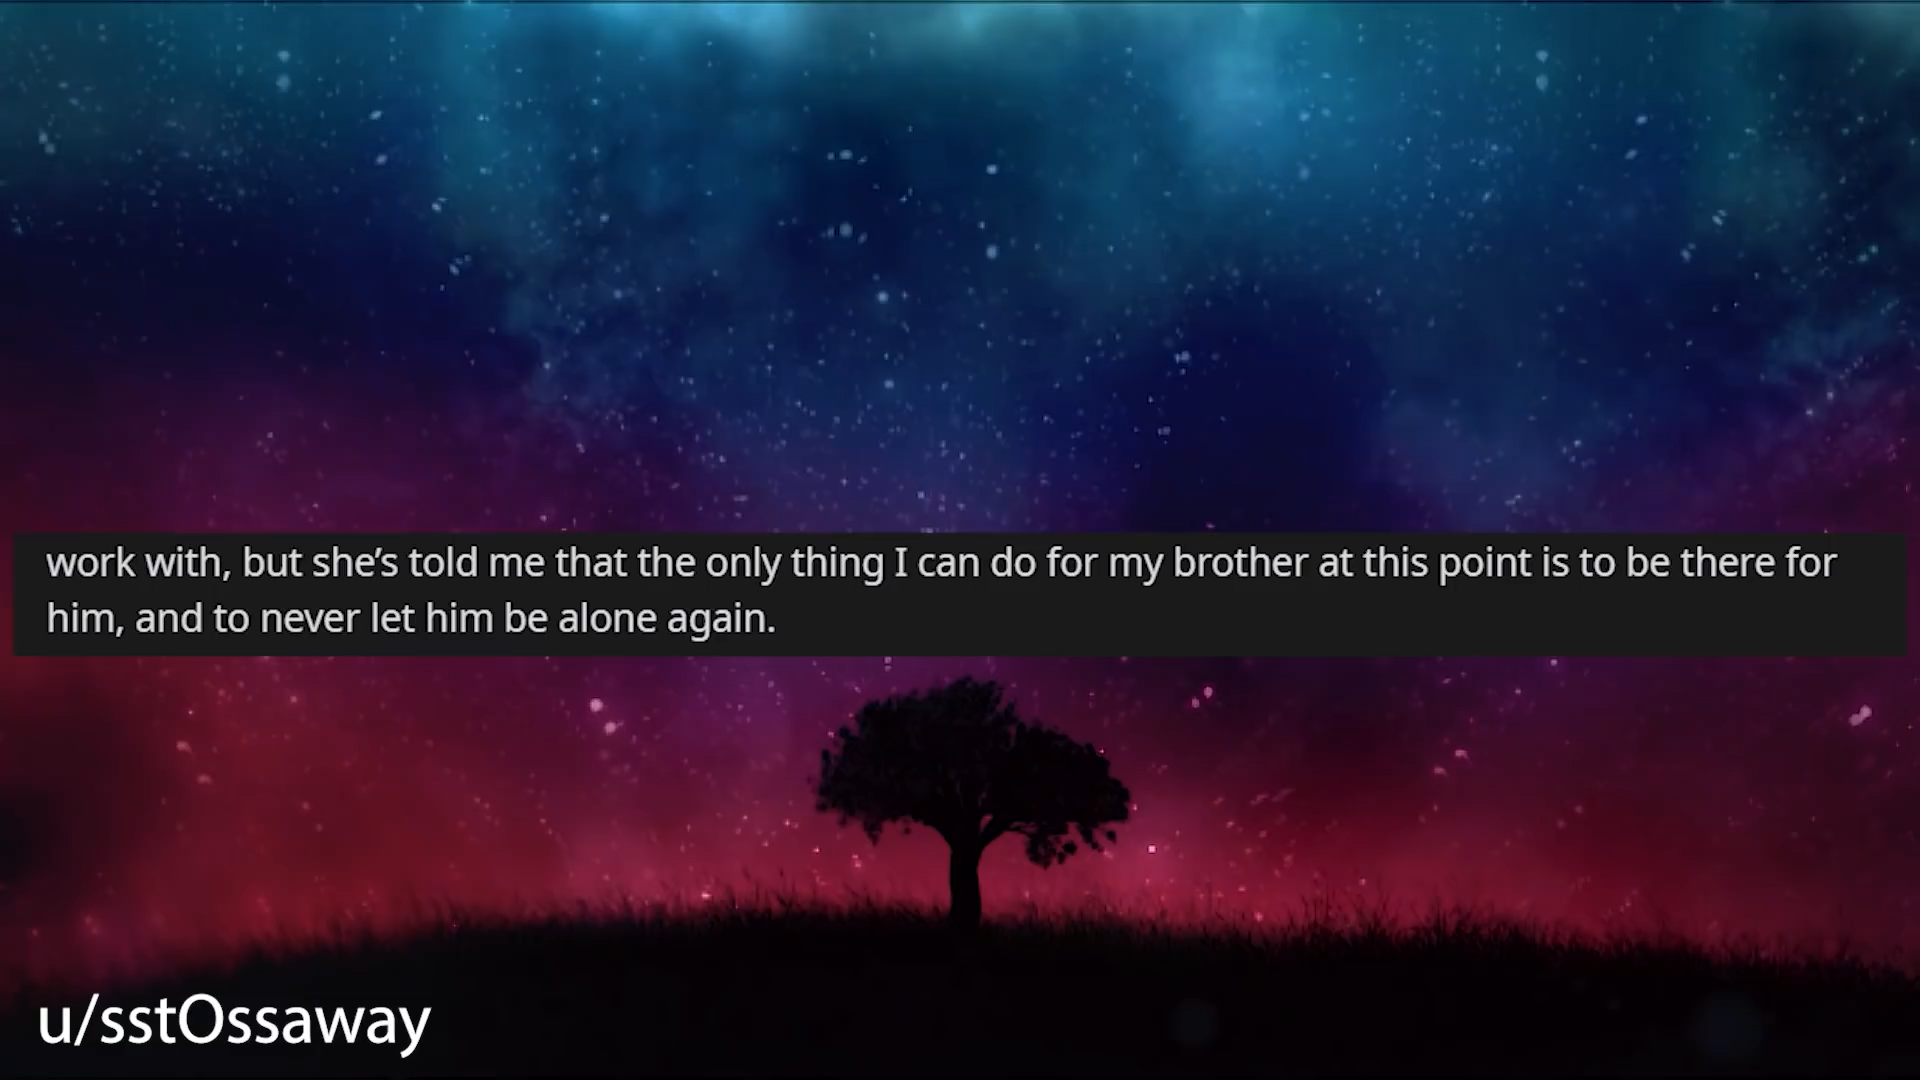 work with, but she’s told me that the only thing I can do for my brother at this point is to be there for
him, and to never let him be alone again.
u/sstOssaway